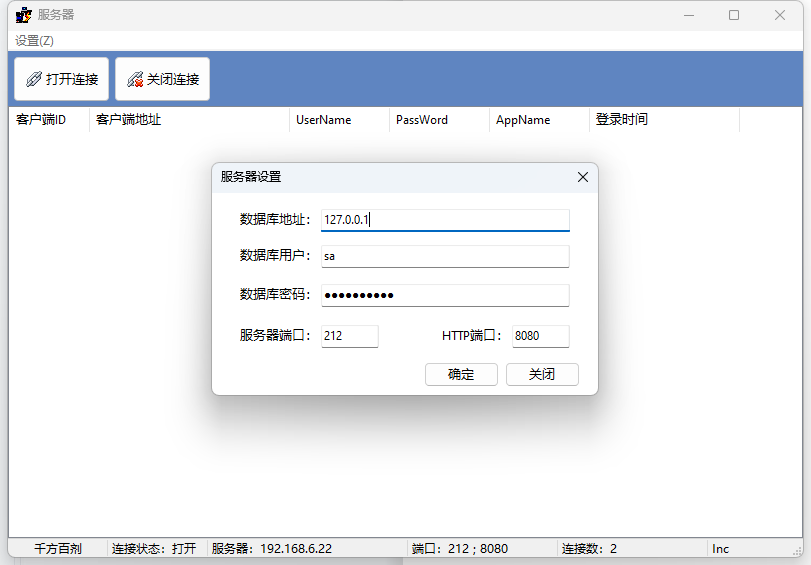 服务器
设置(Z)
打开连接 关闭连接
客户端ID 客户端地址 UserName PassWord AppName 登录时间
服务器设置
数据库地址： 127.0.0.1
数据库用户： sa
数据库密码： ●●●●●●●●●●
服务器端口： 212 HTTP端口： 8080
确定 关闭
千方百剂 连接状态：打开 服务器：192.168.6.22 端口：212 ; 8080 连接数：2 Inc